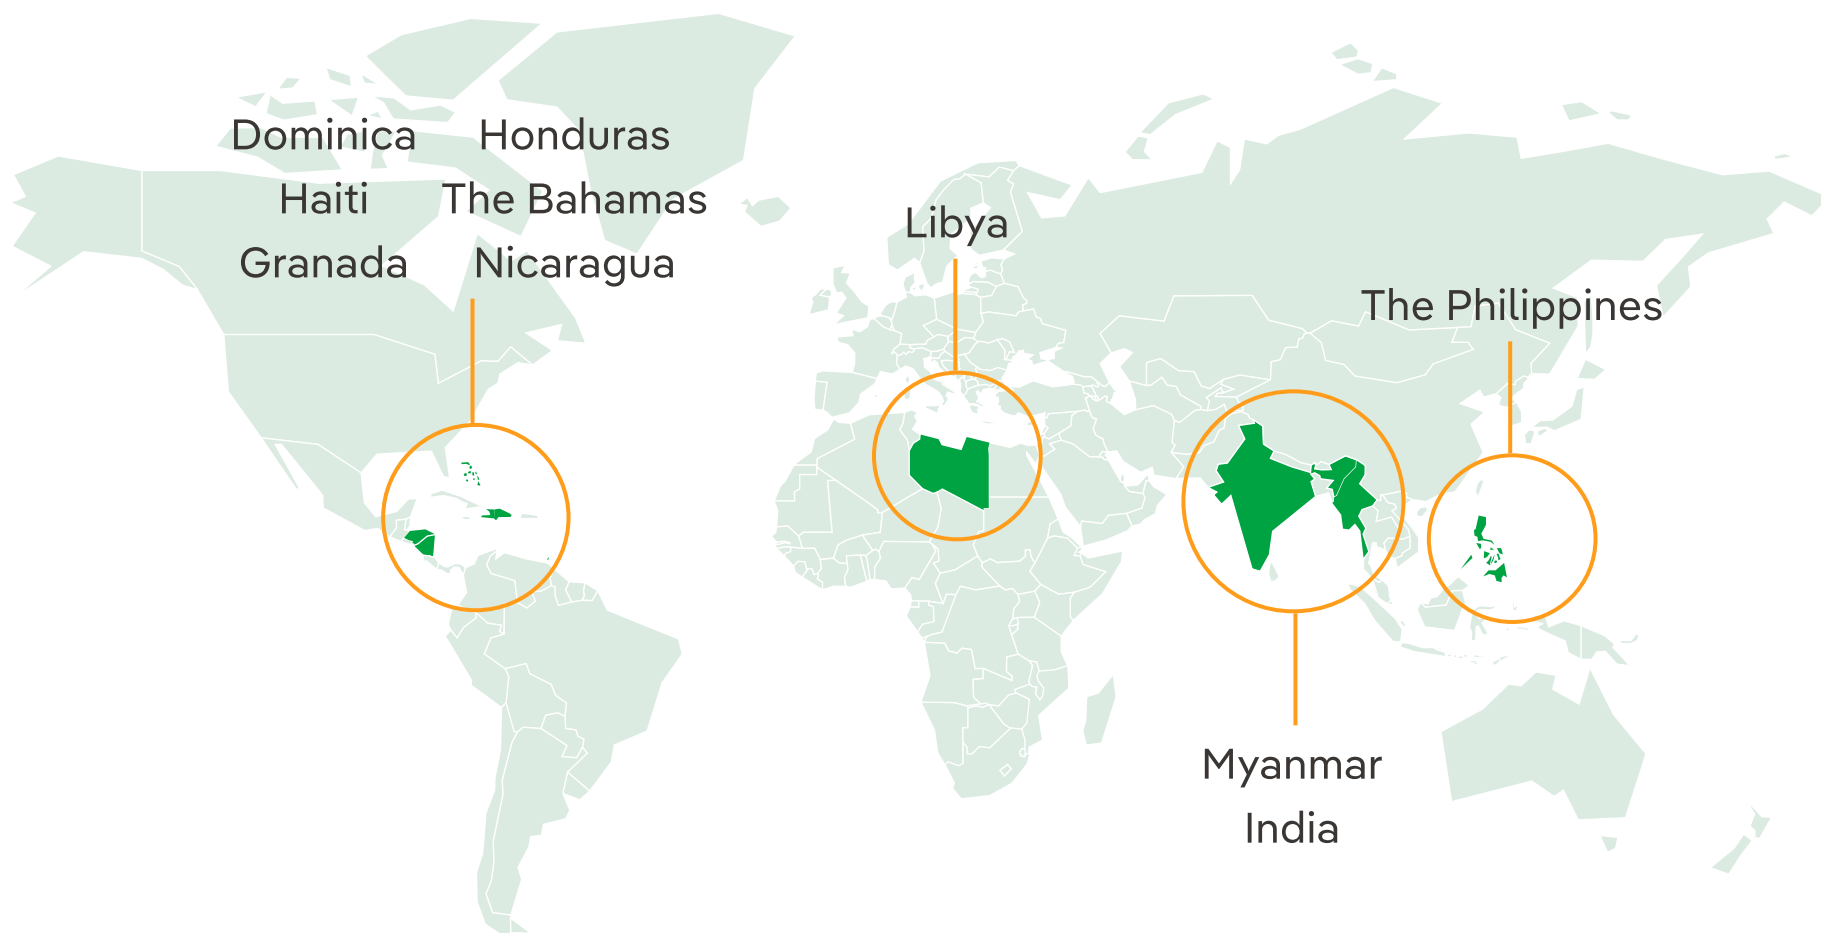 Dominica
Haiti
Granada
Honduras
The Bahamas
Nicaragua
Libya
The Philippines
Myanmar
India